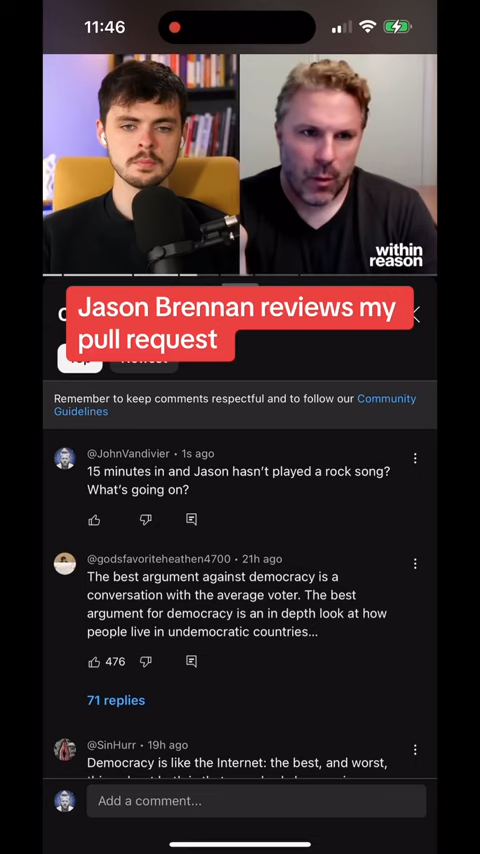 11:46
within
reason
Jason Brennan reviews my
pull request
Remember to keep comments respectful and to follow our Community
Guidelines
@JohnVandivier • 1s ago
15 minutes in and Jason hasn't played a rock song?
What's going on?
@godsfavoriteheathen4700 • 21h ago
The best argument against democracy is a
conversation with the average voter. The best
argument for democracy is an in depth look at how
people live in undemocratic countries...
476
71 replies
@SinHurr • 19h ago
Democracy is like the Internet: the best, and worst,
Add a comment...